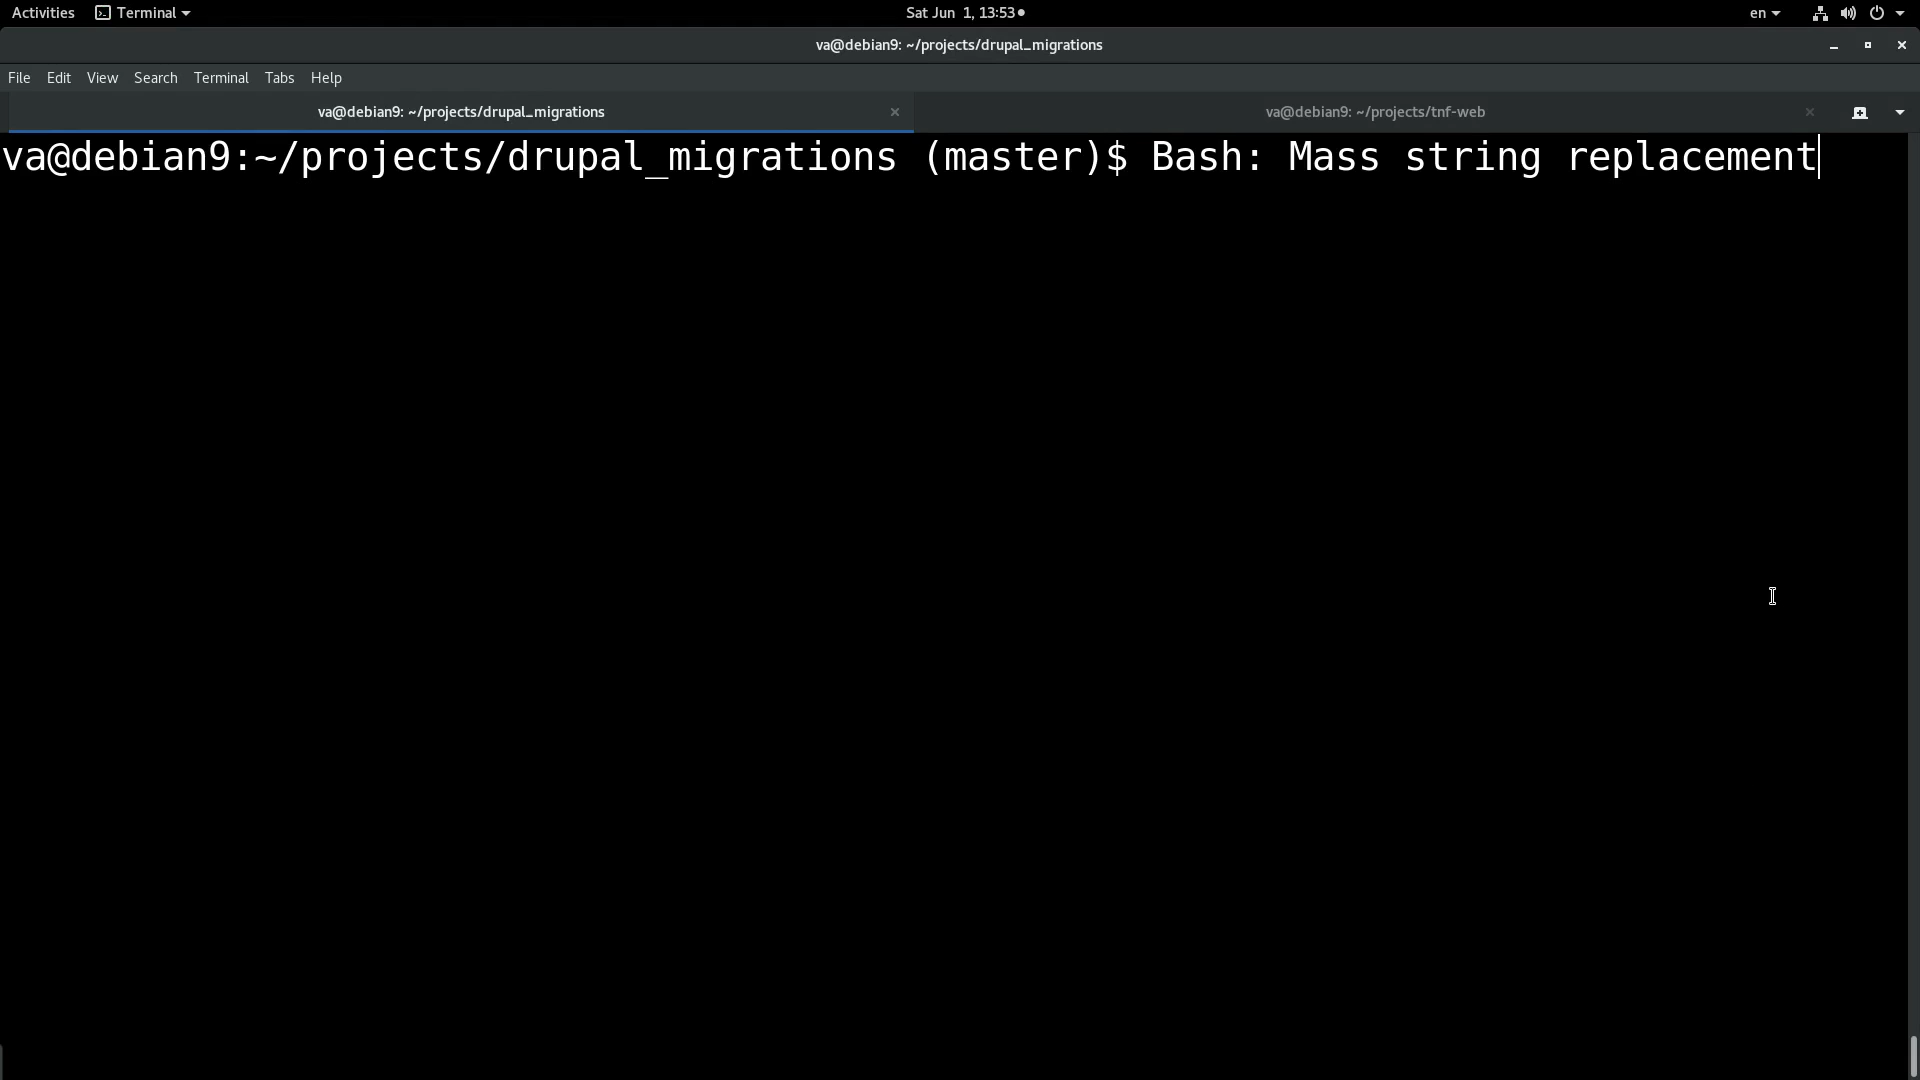 Activities Terminal Sat Jun 1, 13:53 en
va@debian9: ~/projects/drupal_migrations
File Edit View Search Terminal Tabs Help
va@debian9: ~/projects/drupal_migrations va@debian9: ~/projects/tnf-web
va@debian9:~/projects/drupal_migrations (master)$ Bash: Mass string replacement